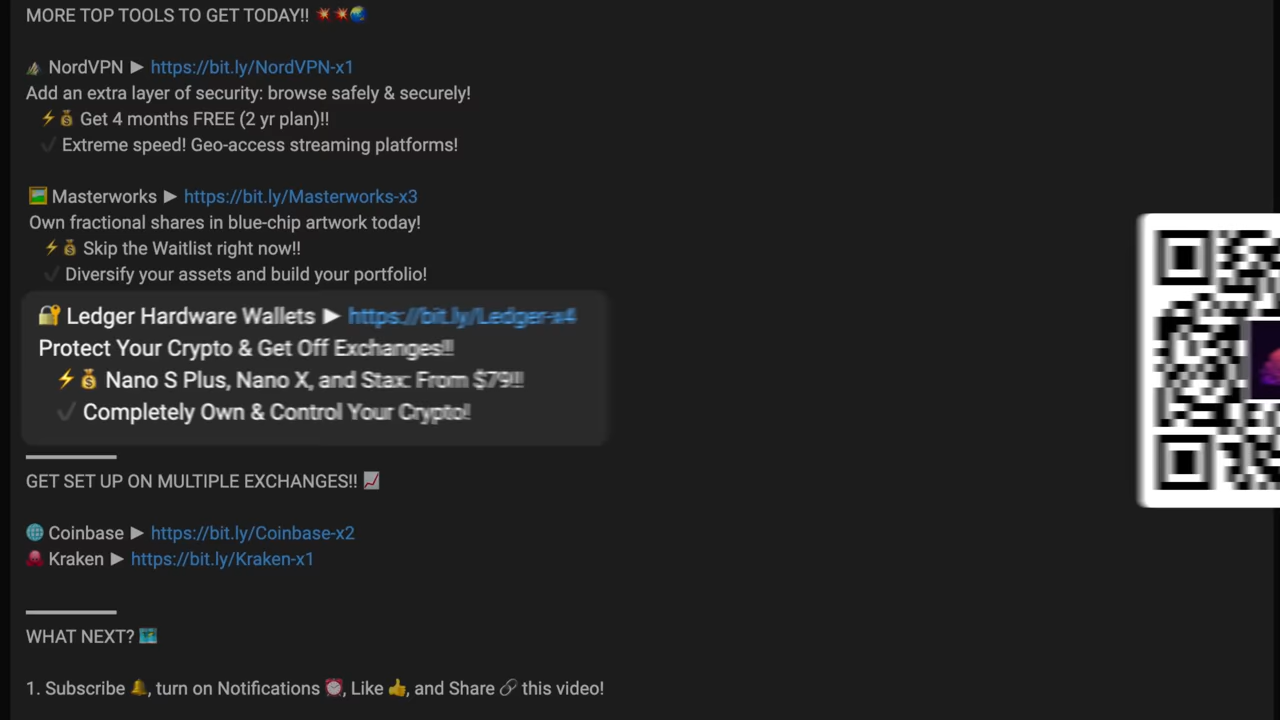 MORE TOP TOOLS TO GET TODAY!! 💥💥🌏
NordVPN ► https://bit.ly/NordVPN-x1
Add an extra layer of security: browse safely & securely!
⚡💰 Get 4 months FREE (2 yr plan)!!
✔ Extreme speed! Geo-access streaming platforms!
🖼 Masterworks ► https://bit.ly/Masterworks-x3
Own fractional shares in blue-chip artwork today!
⚡💰 Skip the Waitlist right now!!
✔ Diversify your assets and build your portfolio!
🔐 Ledger Hardware Wallets ► https://bit.ly/Ledger-x4
Protect Your Crypto & Get Off Exchanges!!
⚡💰 Nano S Plus, Nano X, and Stax: From $79!!
✔ Completely Own & Control Your Crypto!
GET SET UP ON MULTIPLE EXCHANGES!! 📈
🌐 Coinbase ► https://bit.ly/Coinbase-x2
🐙 Kraken ► https://bit.ly/Kraken-x1
WHAT NEXT? 🗺
1. Subscribe 🔔, turn on Notifications ⏰, Like 👍, and Share 🔗 this video!